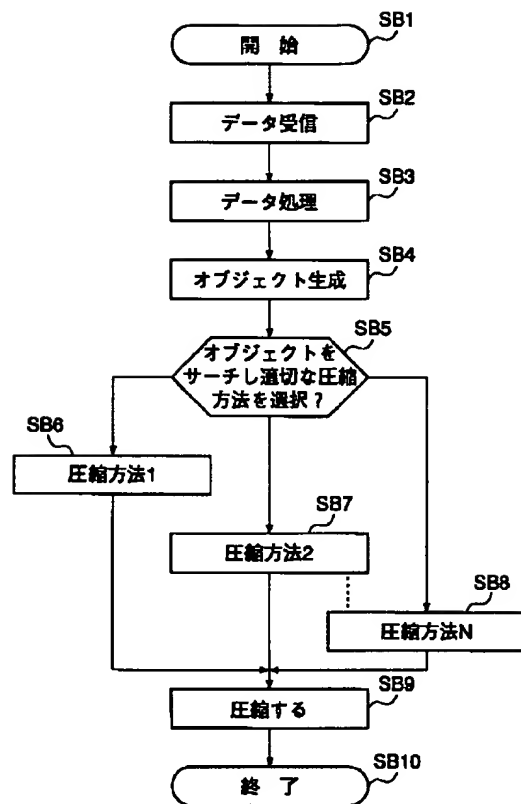 SB1
開 始
SB2
データ受信
SB3
データ処理
SB4
オブジェクト生成
SB5
オブジェクトを
サーチし適切な圧縮
方法を選択?
SB6
圧縮方法1
SB7
圧縮方法2
SB8
圧縮方法N
SB9
圧縮する
SB10
終 了